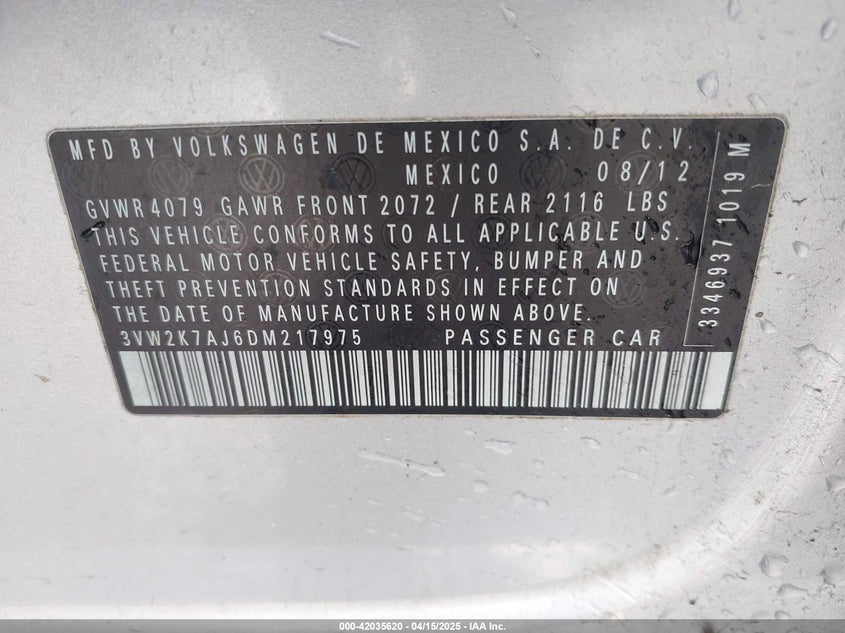 MFD BY VOLKSWAGEN DE MEXICO S.A. DE C.V.
MEXICO 08/12
GVWR 4079 GAWR FRONT 2072 / REAR 2116 LBS
THIS VEHICLE CONFORMS TO ALL APPLICABLE U.S.
FEDERAL MOTOR VEHICLE SAFETY, BUMPER AND
THEFT PREVENTION STANDARDS IN EFFECT ON
THE DATE OF MANUFACTURE SHOWN ABOVE.
3VW2K7AJ6DM217975 PASSENGER CAR
3346937 1019 M
000-42035620 - 04/15/2025 - IAA Inc.